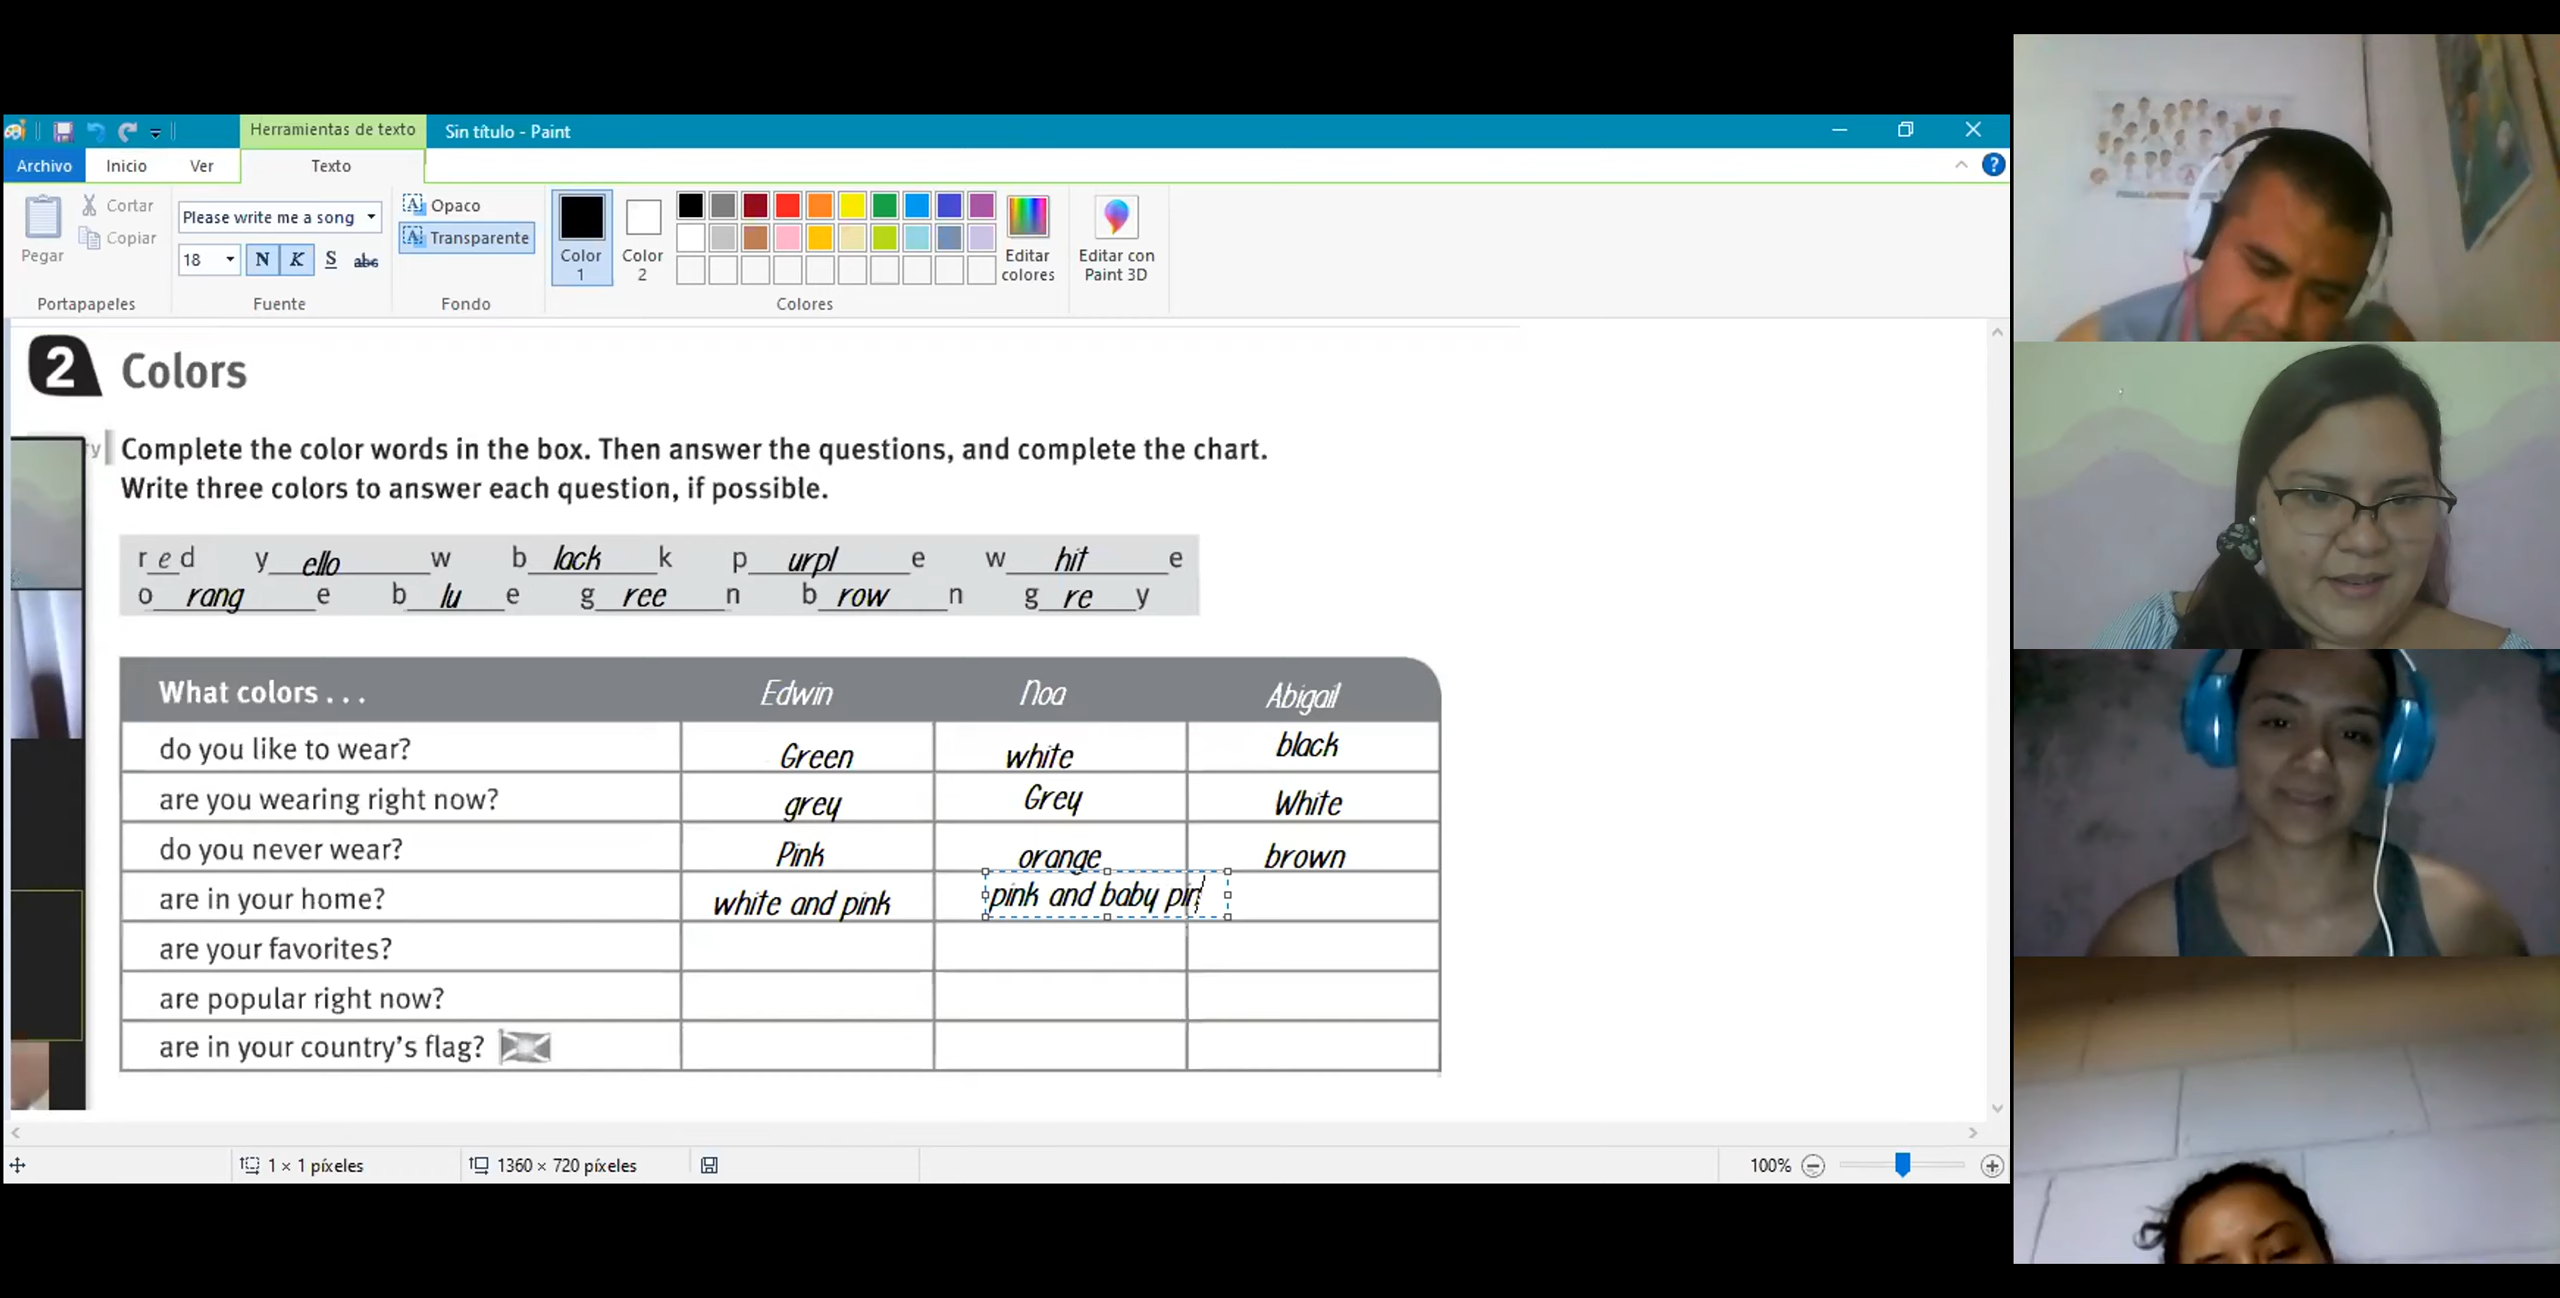 Herramientas de texto
Sin título - Paint
Archivo Inicio Ver Texto
Pegar
Cortar
Copiar
Portapapeles
Please write me a song
18 N K S abc
Fuente
Opaco
Transparente
Fondo
Color 1
Color 2
Editar colores
Colores
Editar con Paint 3D
2 Colors
Complete the color words in the box. Then answer the questions, and complete the chart.
Write three colors to answer each question, if possible.
r e d y ello w b lack k p urpl e w hit e
o rang e b lu e g ree n b row n g re y
What colors . . . Edwin Noa Abigail
do you like to wear? Green white black
are you wearing right now? grey Grey White
do you never wear? Pink orange brown
are in your home? white and pink pink and baby pin
are your favorites?
are popular right now?
are in your country's flag?
1 × 1 píxeles 1360 × 720 píxeles 100%